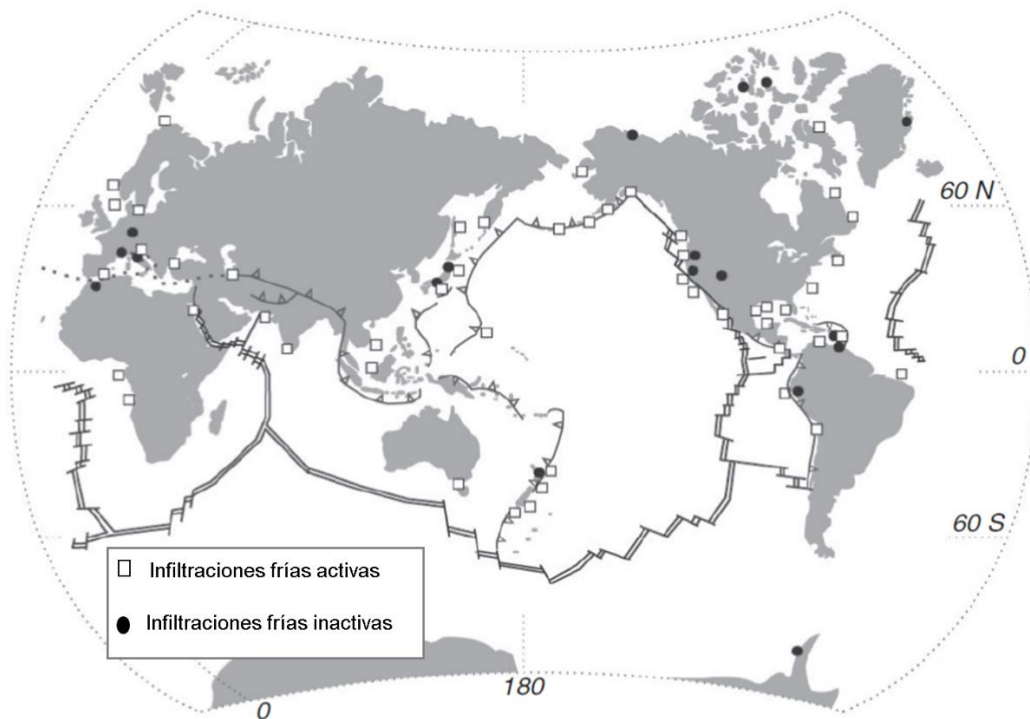 60 N
0
60 S
Infiltraciones frías activas
Infiltraciones frías inactivas
180
0